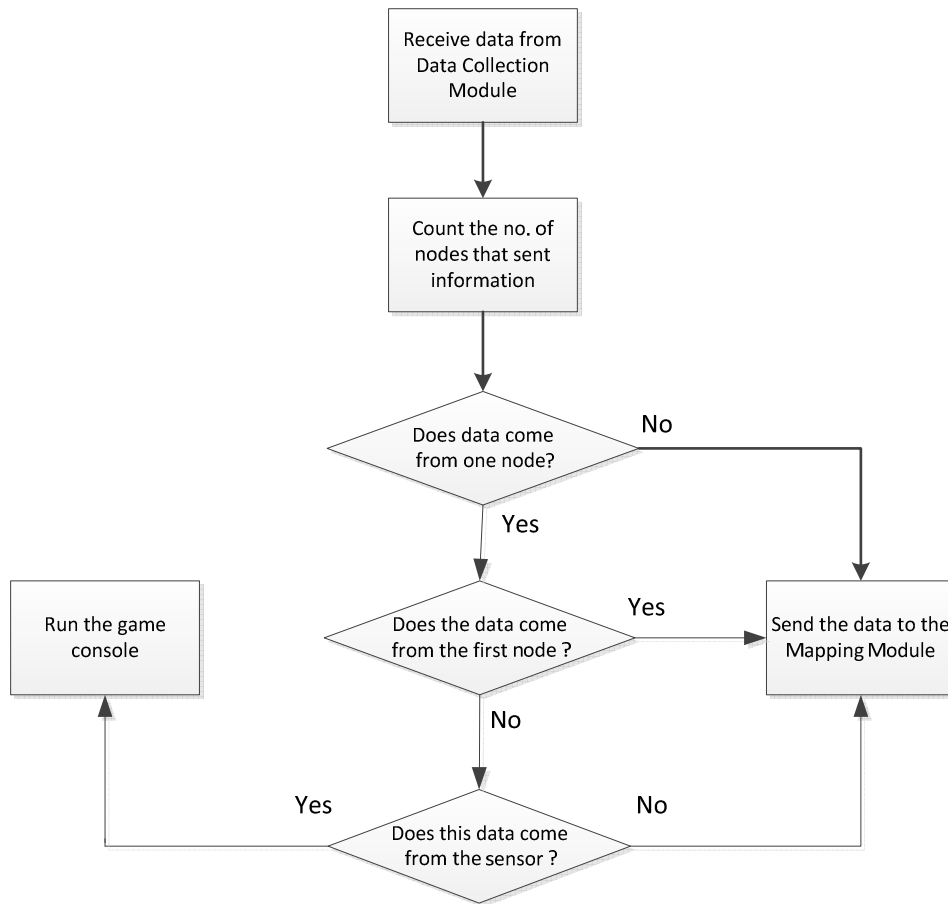 Receive data from
Data Collection
Module
Count the no. of
nodes that sent
information
Does data come
from one node?
No
Yes
Run the game
console
Does the data come
from the first node ?
Yes
Send the data to the
Mapping Module
No
Yes
Does this data come
from the sensor ?
No